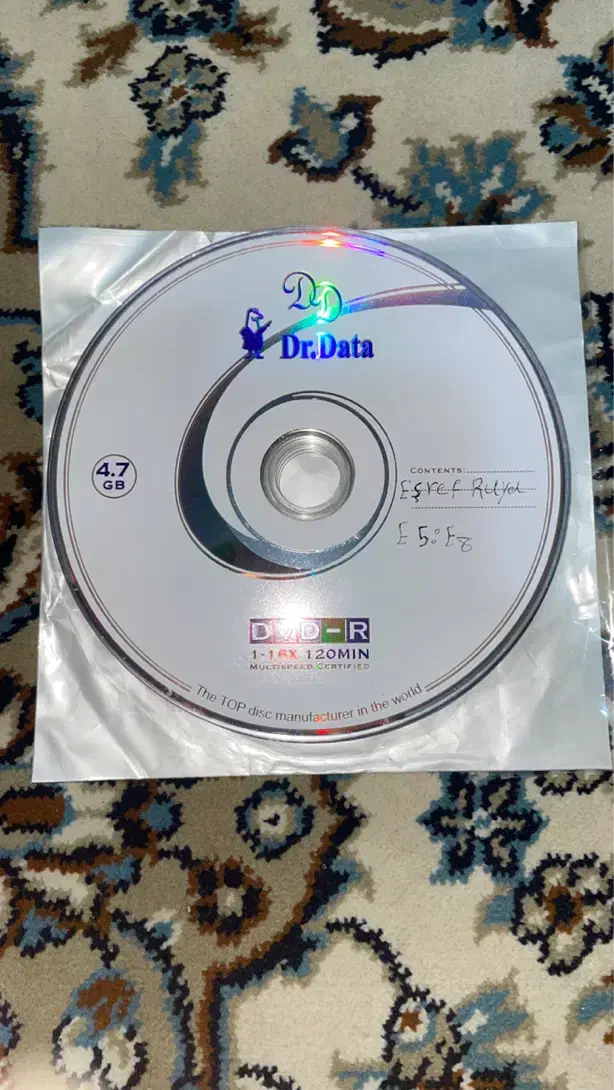 DD
Dr.Data
4.7
GB
CONTENTS:
Eşref Rüya
E5:E8
DVD-R
1-16X 120MIN
MULTISPEED CERTIFIED
The TOP disc manufacturer in the world